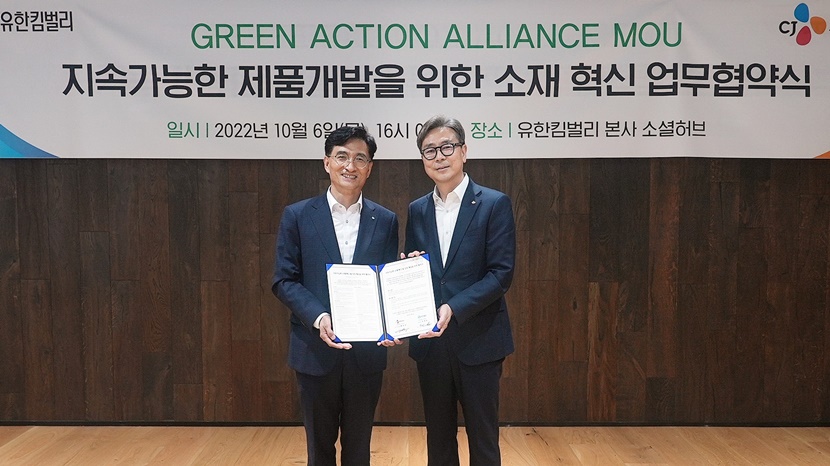 유한킴벌리
CJ
GREEN ACTION ALLIANCE MOU
지속가능한 제품개발을 위한 소재 혁신 업무협약식
일시 | 2022년 10월 6일 16시 장소 | 유한킴벌리 본사 소셜허브